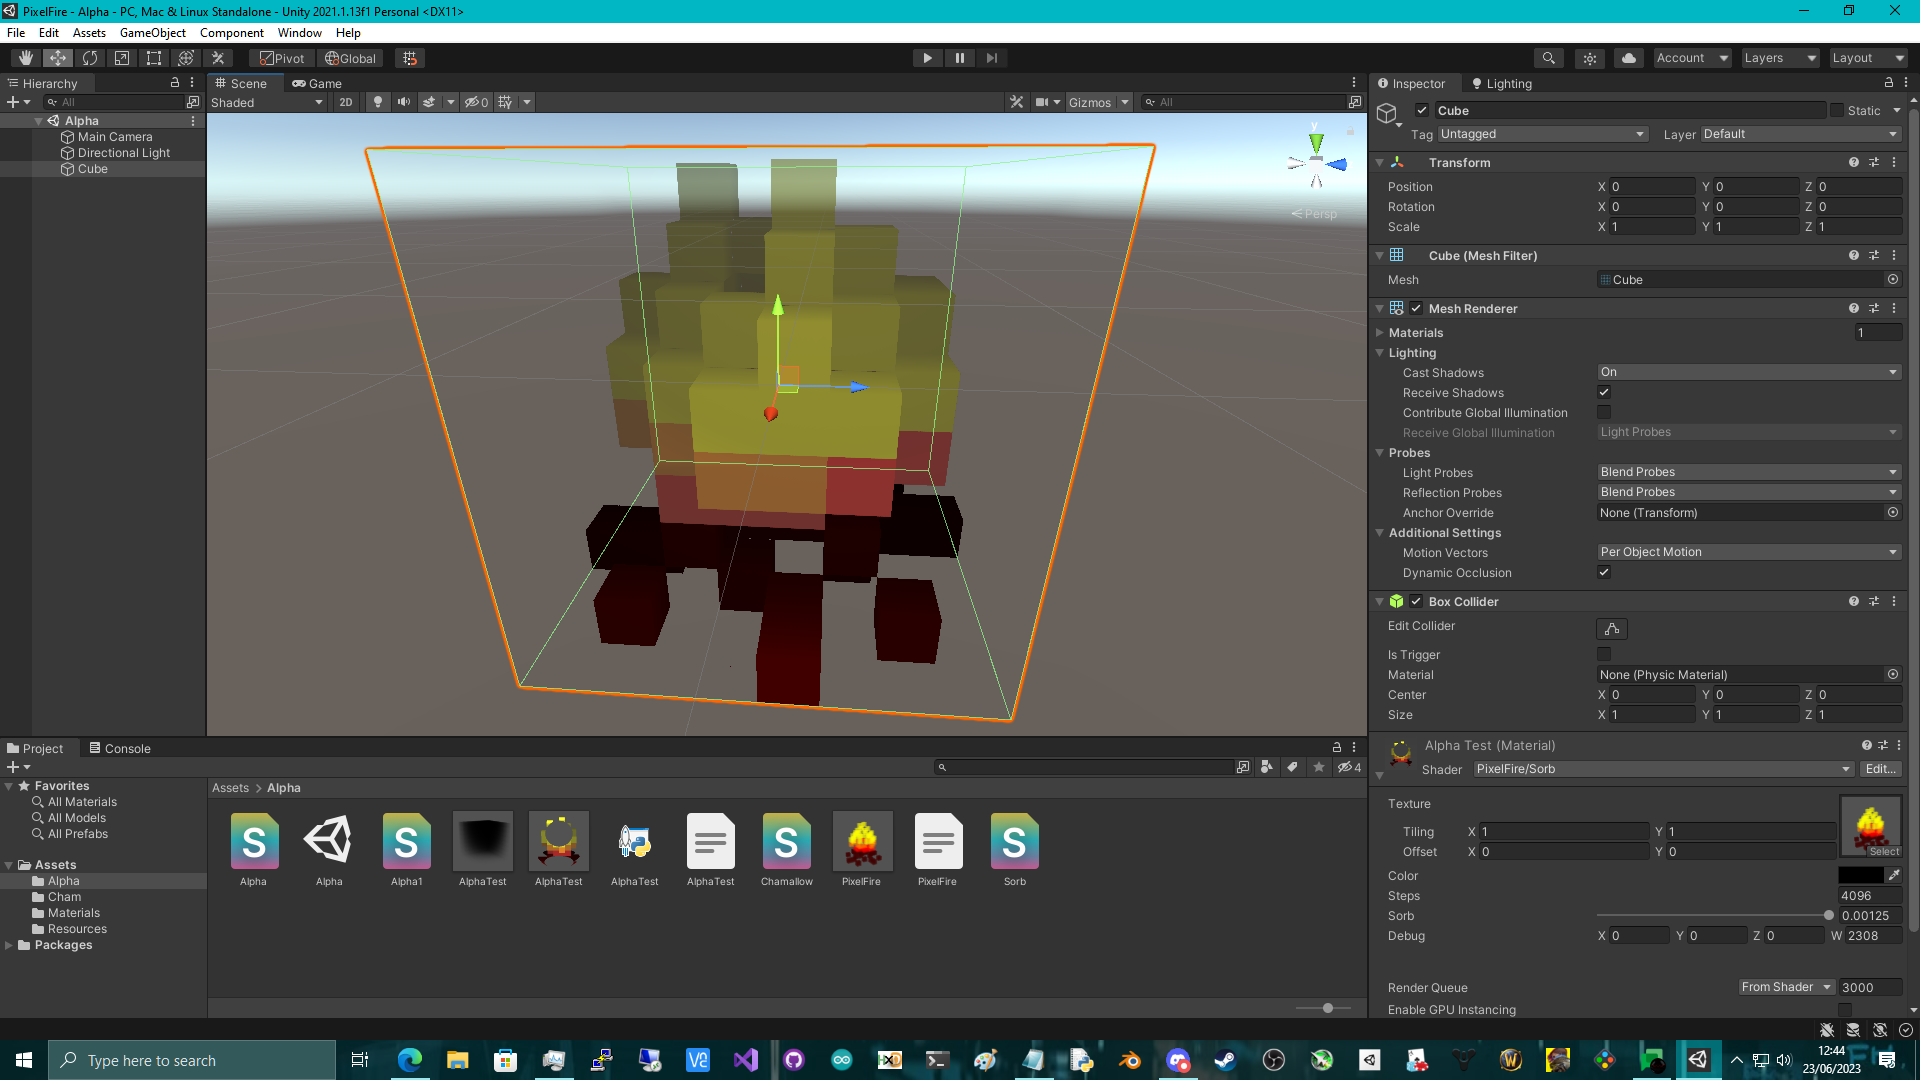 PixelFire - Alpha - PC, Mac & Linux Standalone - Unity 2021.1.13f1 Personal <DX11>
File Edit Assets GameObject Component Window Help
Pivot Global Account Layers Layout
Hierarchy Scene Game Inspector Lighting
All Shaded 2D 0 Gizmos All Cube Static
Alpha
Main Camera
Directional Light
Cube
y
Persp
Tag Untagged Layer Default
Transform
Position X 0 Y 0 Z 0
Rotation X 0 Y 0 Z 0
Scale X 1 Y 1 Z 1
Cube (Mesh Filter)
Mesh Cube
Mesh Renderer
Materials 1
Lighting
Cast Shadows On
Receive Shadows
Contribute Global Illumination
Receive Global Illumination Light Probes
Probes
Light Probes Blend Probes
Reflection Probes Blend Probes
Anchor Override None (Transform)
Additional Settings
Motion Vectors Per Object Motion
Dynamic Occlusion
Box Collider
Edit Collider
Is Trigger
Material None (Physic Material)
Center X 0 Y 0 Z 0
Size X 1 Y 1 Z 1
Alpha Test (Material)
Shader PixelFire/Sorb Edit...
Texture
Tiling X 1 Y 1
Offset X 0 Y 0
Select
Color
Steps 4096
Sorb 0.00125
Debug X 0 Y 0 Z 0 W 2308
Render Queue From Shader 3000
Enable GPU Instancing
Project Console
4
Favorites
All Materials
All Models
All Prefabs
Assets
Alpha
Cham
Materials
Resources
Packages
Assets > Alpha
S S S S
Alpha Alpha Alpha1 AlphaTest AlphaTest AlphaTest AlphaTest Chamallow PixelFire PixelFire Sorb
Type here to search
12:44
23/06/2023